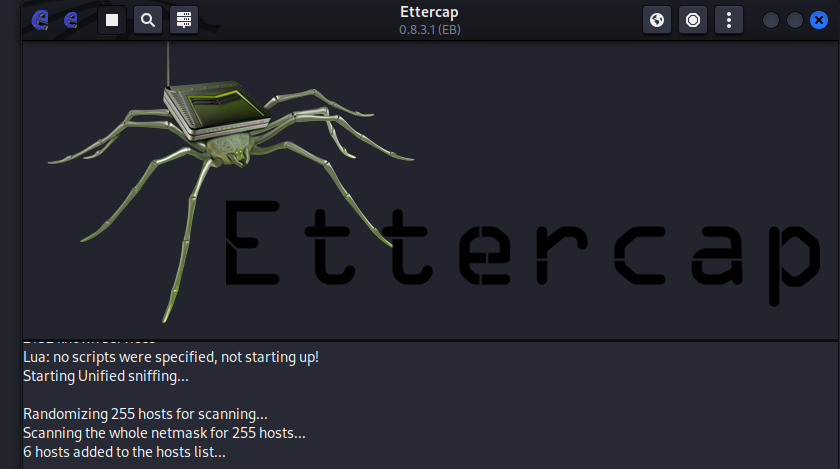 Ettercap
0.8.3.1 (EB)
Ettercap
Lua: no scripts were specified, not starting up!
Starting Unified sniffing...
Randomizing 255 hosts for scanning...
Scanning the whole netmask for 255 hosts...
6 hosts added to the hosts list...